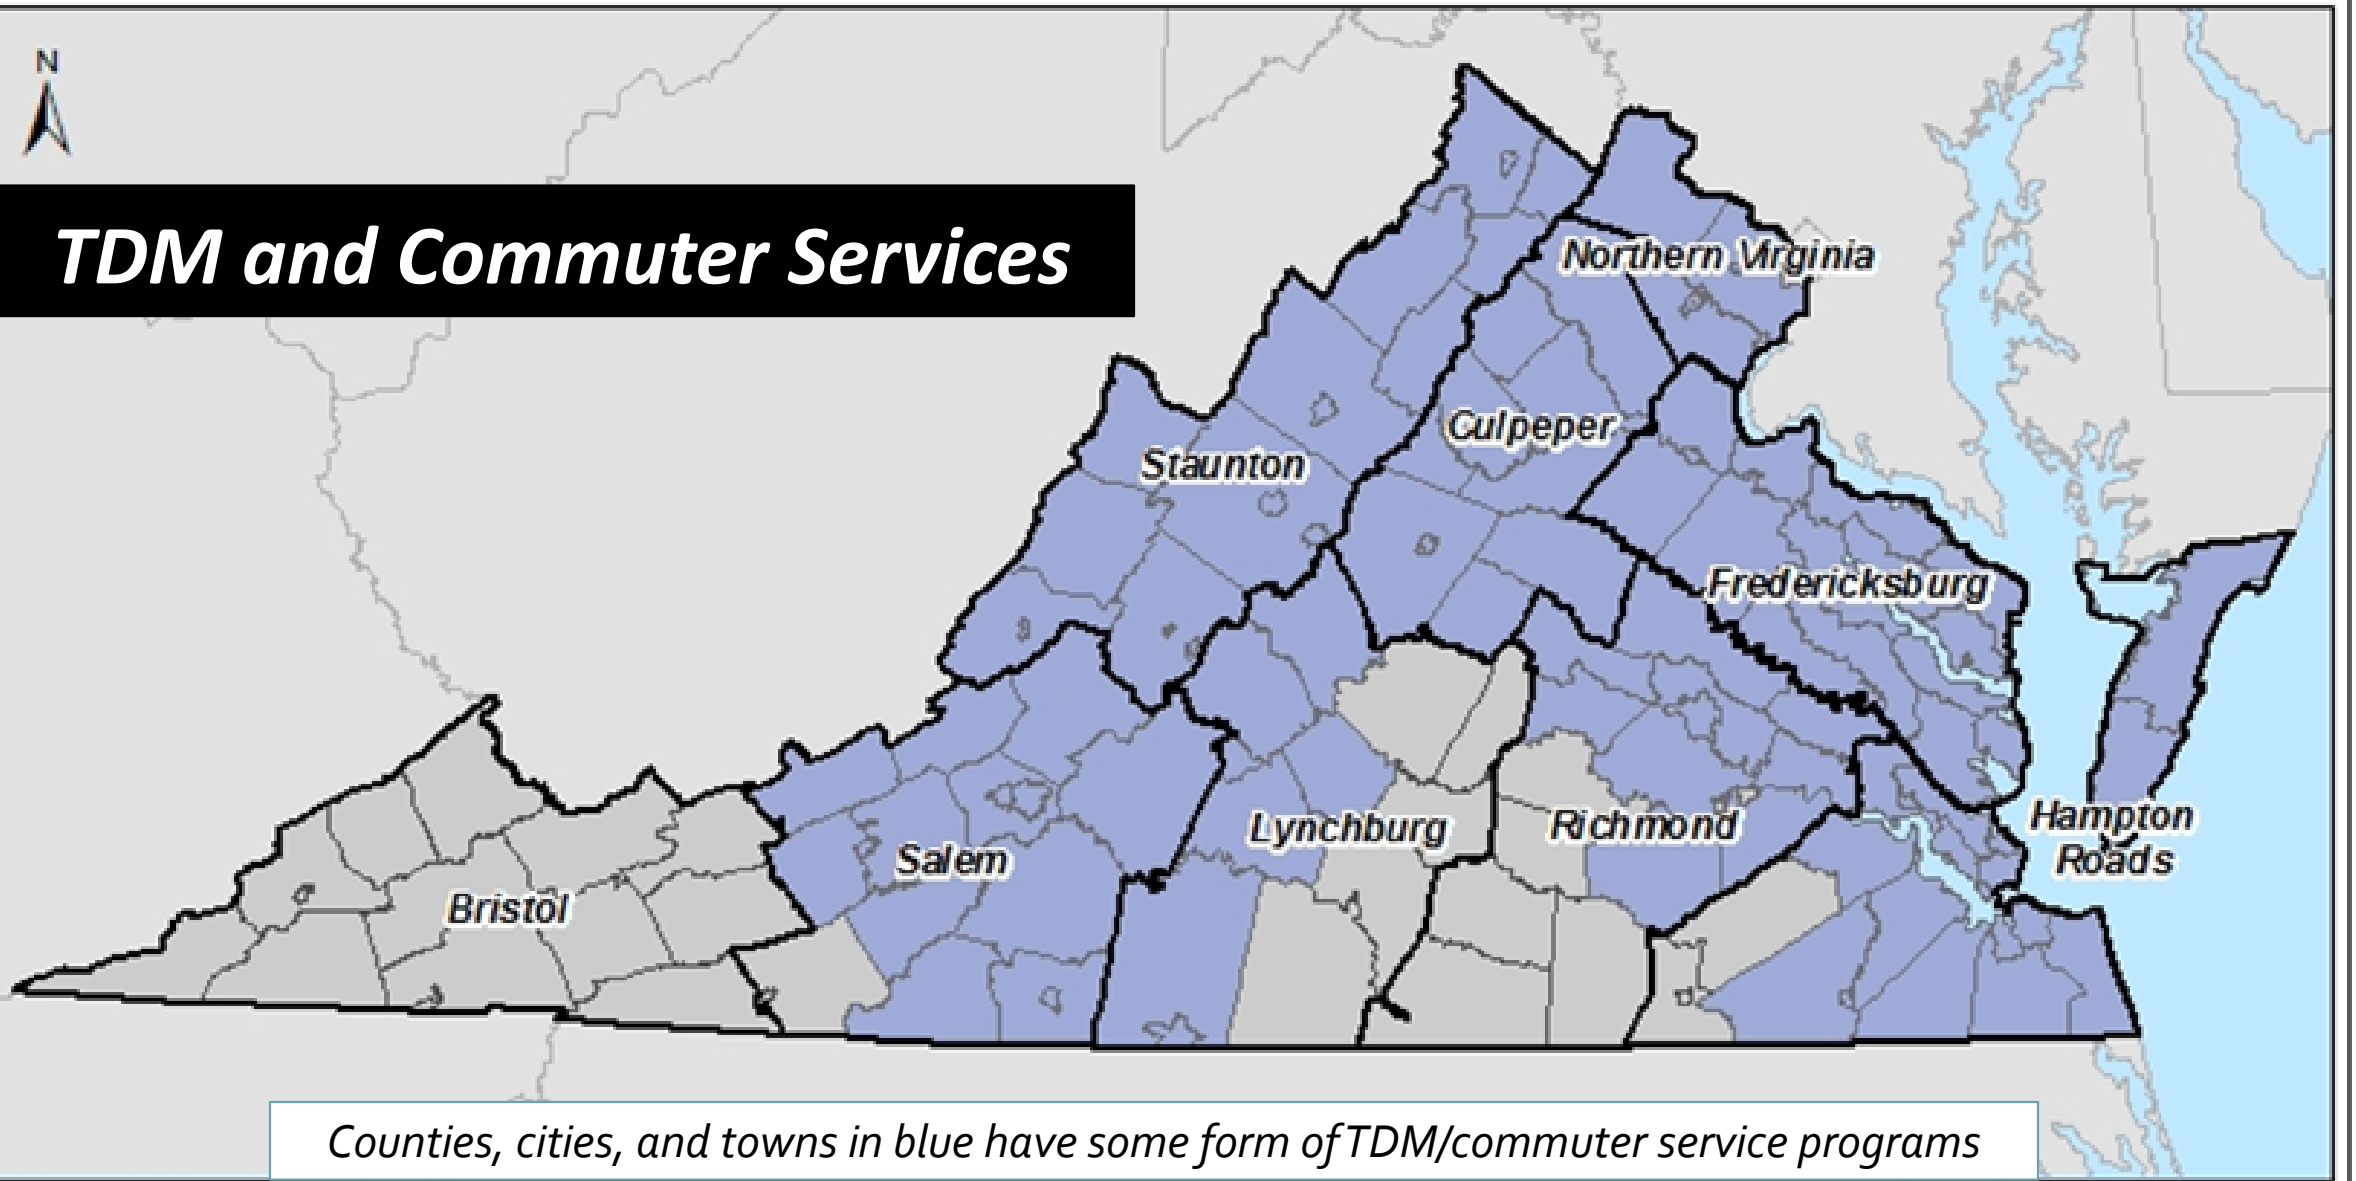 N
TDM and Commuter Services
Northern Virginia
Culpeper
Staunton
Fredericksburg
Hampton
Roads
Lynchburg
Richmond
Salem
Bristol
Counties, cities, and towns in blue have some form of TDM/commuter service programs